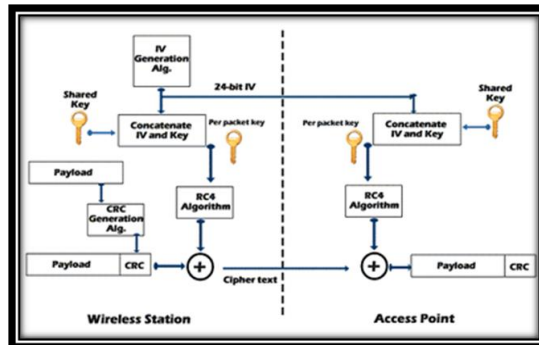 IV
Generation
Alg.
24-bit IV
Shared
Key
Concatenate
IV and Key
Per packet key
Payload
CRC
Generation
Alg.
RC4
Algorithm
Payload CRC
+
Cipher text
Wireless Station
Shared
Key
Concatenate
IV and Key
Per packet key
RC4
Algorithm
+
Payload CRC
Access Point